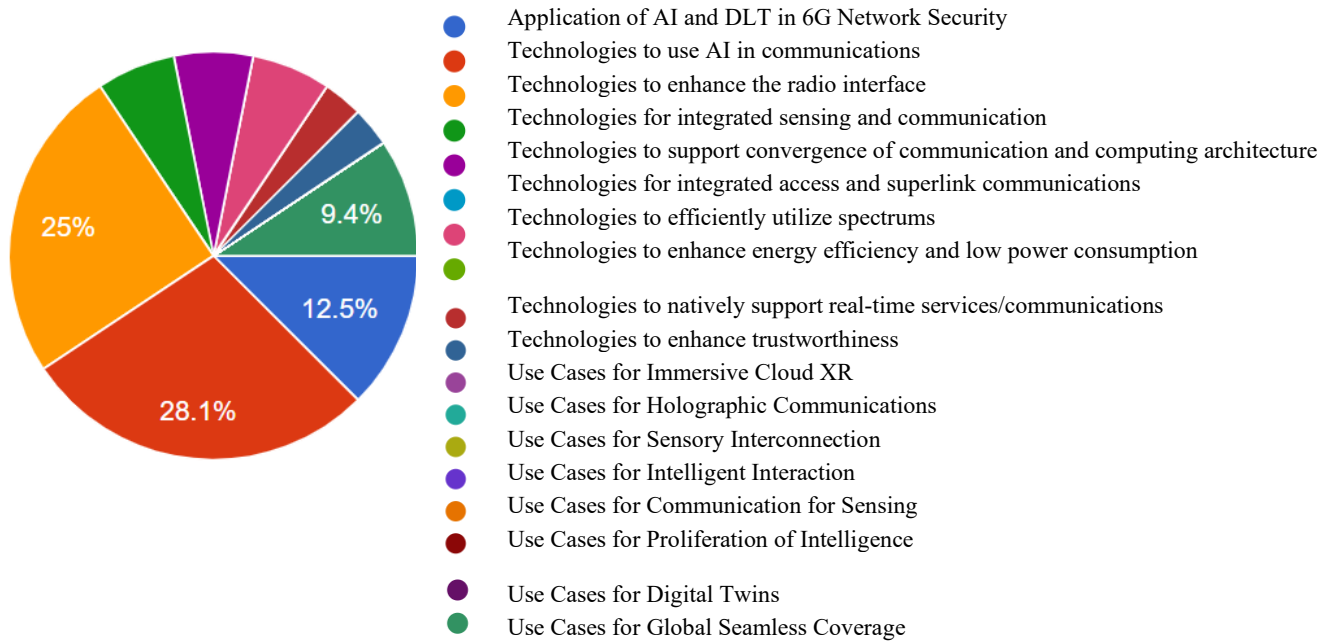 25%
9.4%
12.5%
28.1%
Application of AI and DLT in 6G Network Security
Technologies to use AI in communications
Technologies to enhance the radio interface
Technologies for integrated sensing and communication
Technologies to support convergence of communication and computing architecture
Technologies for integrated access and superlink communications
Technologies to efficiently utilize spectrums
Technologies to enhance energy efficiency and low power consumption
Technologies to natively support real-time services/communications
Technologies to enhance trustworthiness
Use Cases for Immersive Cloud XR
Use Cases for Holographic Communications
Use Cases for Sensory Interconnection
Use Cases for Intelligent Interaction
Use Cases for Communication for Sensing
Use Cases for Proliferation of Intelligence
Use Cases for Digital Twins
Use Cases for Global Seamless Coverage